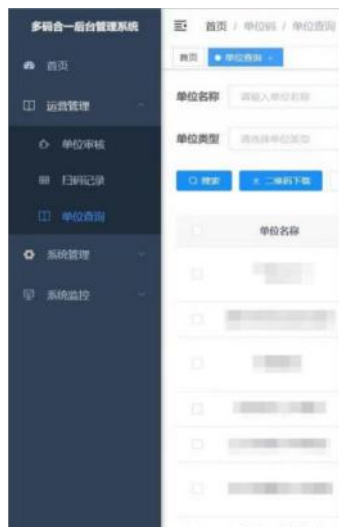 多码合一后台管理系统
首页 / 单位码 / 单位查询
首页
单位查询 ×
首页
运营管理
单位审核
扫码记录
单位查询
系统管理
系统监控
单位名称 请输入单位名称
单位类型 请选择单位类型
搜索
二维码下载
单位名称